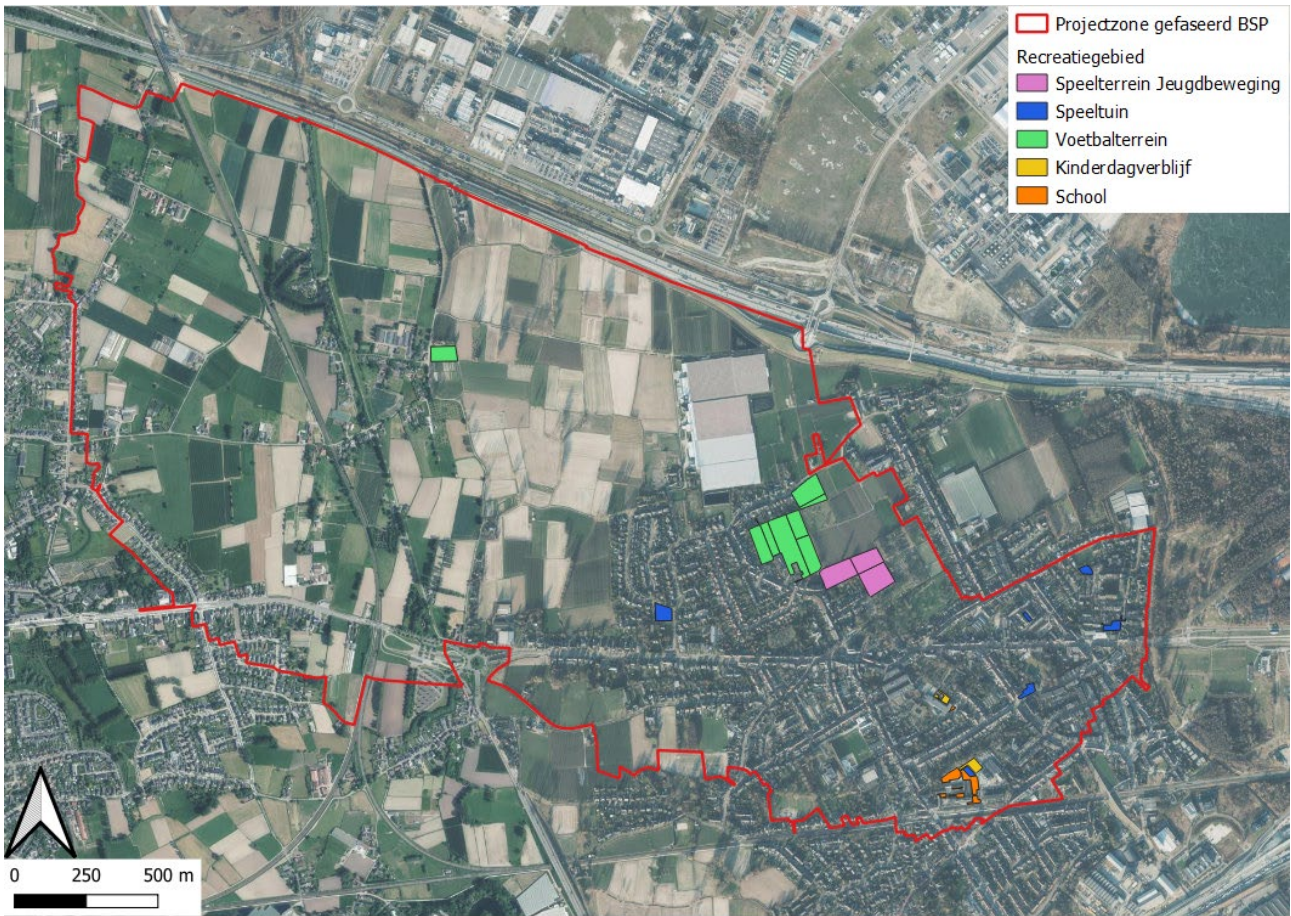 Projectzone gefaseerd BSP
Recreatiegebied
Speelterrein Jeugdbeweging
Speeltuin
Voetbalterrein
Kinderdagverblijf
School
0 250 500 m